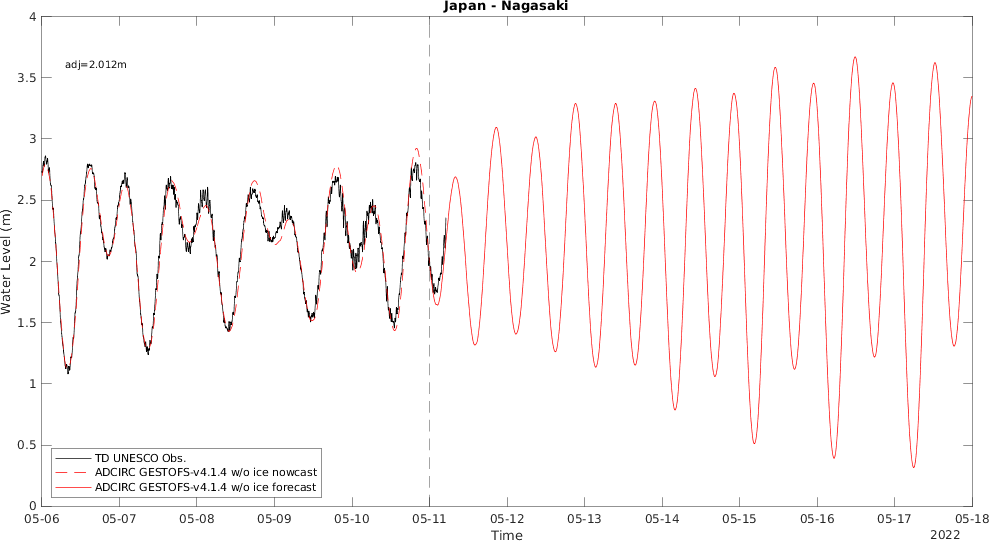 Japan - Nagasaki
4
adj=2.012m
3.5
3
2.5
2
1.5
1
0.5
0
Water Level (m)
TD UNESCO Obs.
ADCIRC GESTOFS-v4.1.4 w/o ice nowcast
ADCIRC GESTOFS-v4.1.4 w/o ice forecast
05-06 05-07 05-08 05-09 05-10 05-11 05-12 05-13 05-14 05-15 05-16 05-17 05-18
Time
2022